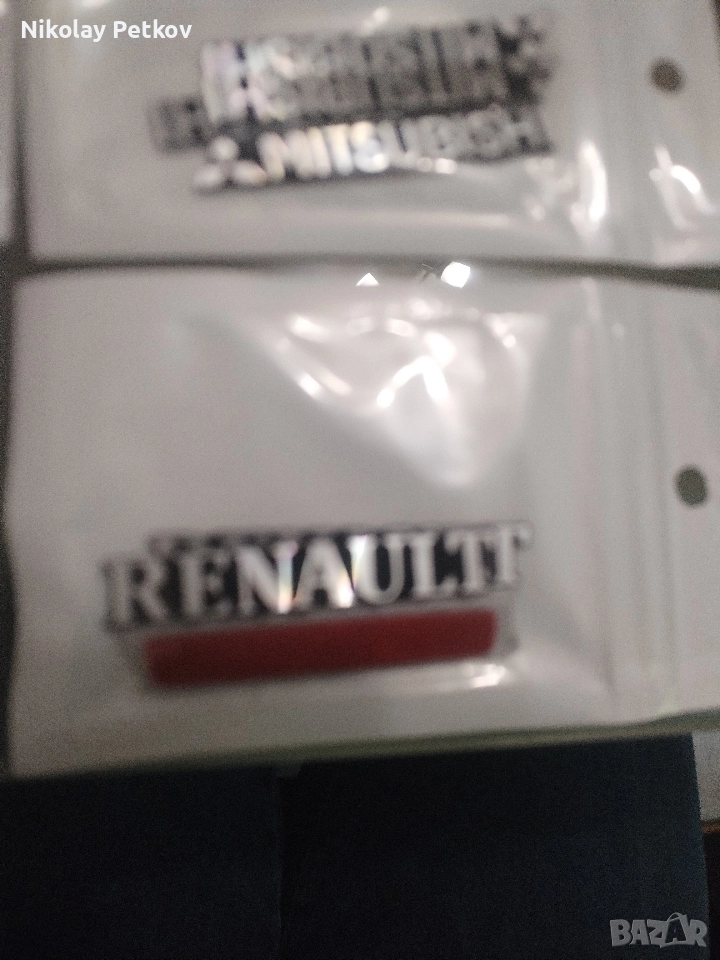 Nikolay Petkov
MITSUBISHI
RENAULT
BAZAR